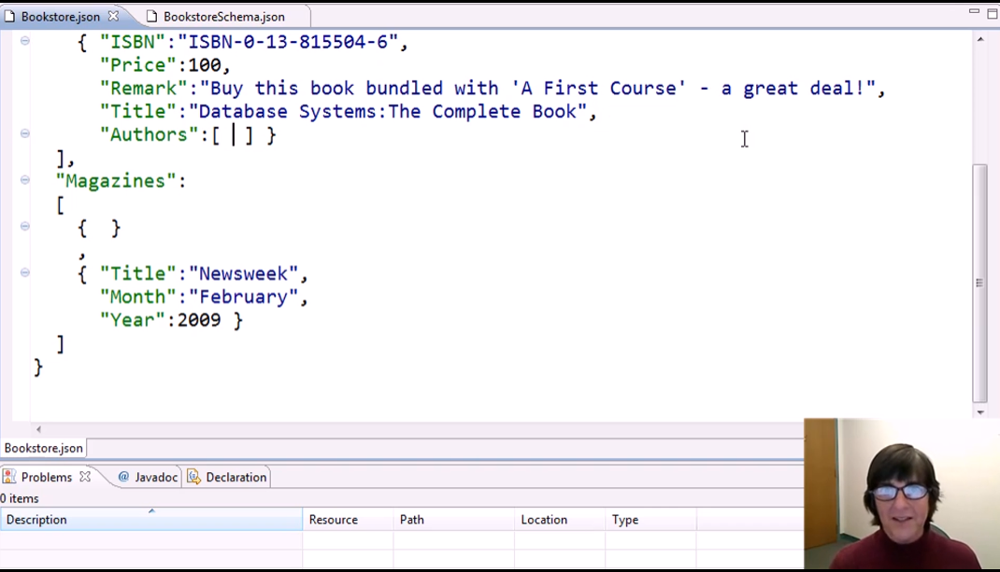 Bookstore.json BookstoreSchema.json
{ "ISBN":"ISBN-0-13-815504-6",
"Price":100,
"Remark":"Buy this book bundled with 'A First Course' - a great deal!",
"Title":"Database Systems:The Complete Book",
"Authors":[ ] }
],
"Magazines":
[
{ }
,
{ "Title":"Newsweek",
"Month":"February",
"Year":2009 }
]
}
Bookstore.json
Problems @ Javadoc Declaration
0 items
Description Resource Path Location Type